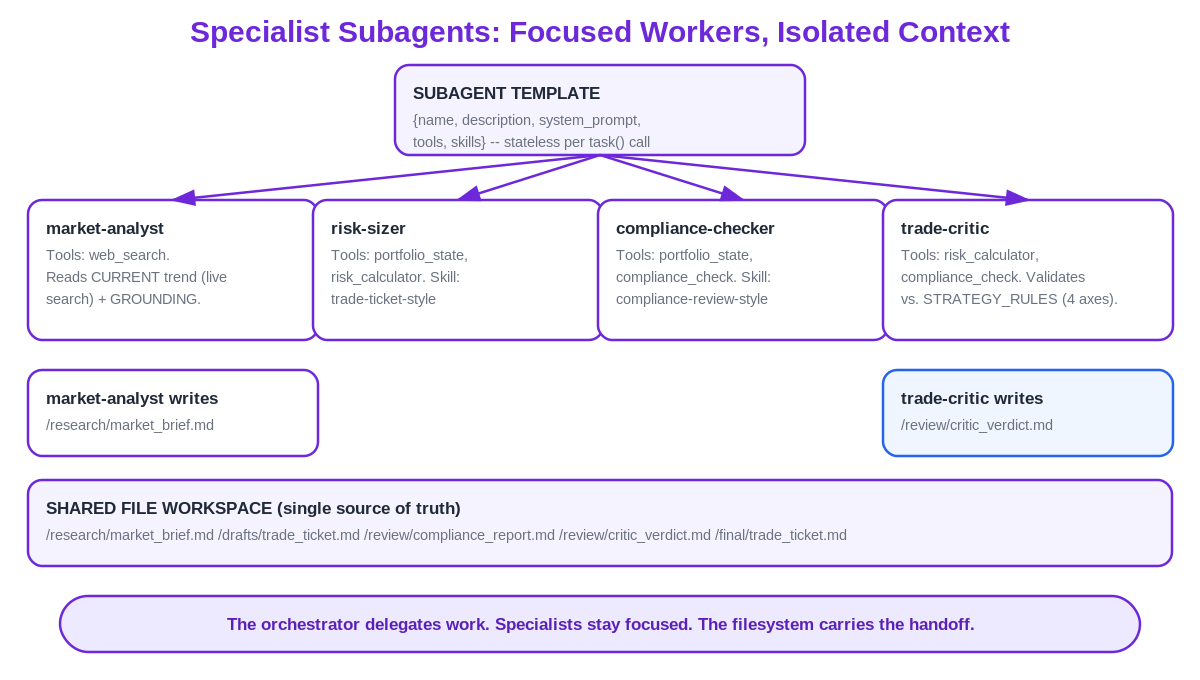 Specialist Subagents: Focused Workers, Isolated Context
SUBAGENT TEMPLATE
{name, description, system_prompt,
tools, skills} -- stateless per task() call
market-analyst
Tools: web_search.
Reads CURRENT trend (live
search) + GROUNDING.
risk-sizer
Tools: portfolio_state,
risk_calculator. Skill:
trade-ticket-style
compliance-checker
Tools: portfolio_state,
compliance_check. Skill:
compliance-review-style
trade-critic
Tools: risk_calculator,
compliance_check. Validates
vs. STRATEGY_RULES (4 axes).
market-analyst writes
/research/market_brief.md
trade-critic writes
/review/critic_verdict.md
SHARED FILE WORKSPACE (single source of truth)
/research/market_brief.md /drafts/trade_ticket.md /review/compliance_report.md /review/critic_verdict.md /final/trade_ticket.md
The orchestrator delegates work. Specialists stay focused. The filesystem carries the handoff.